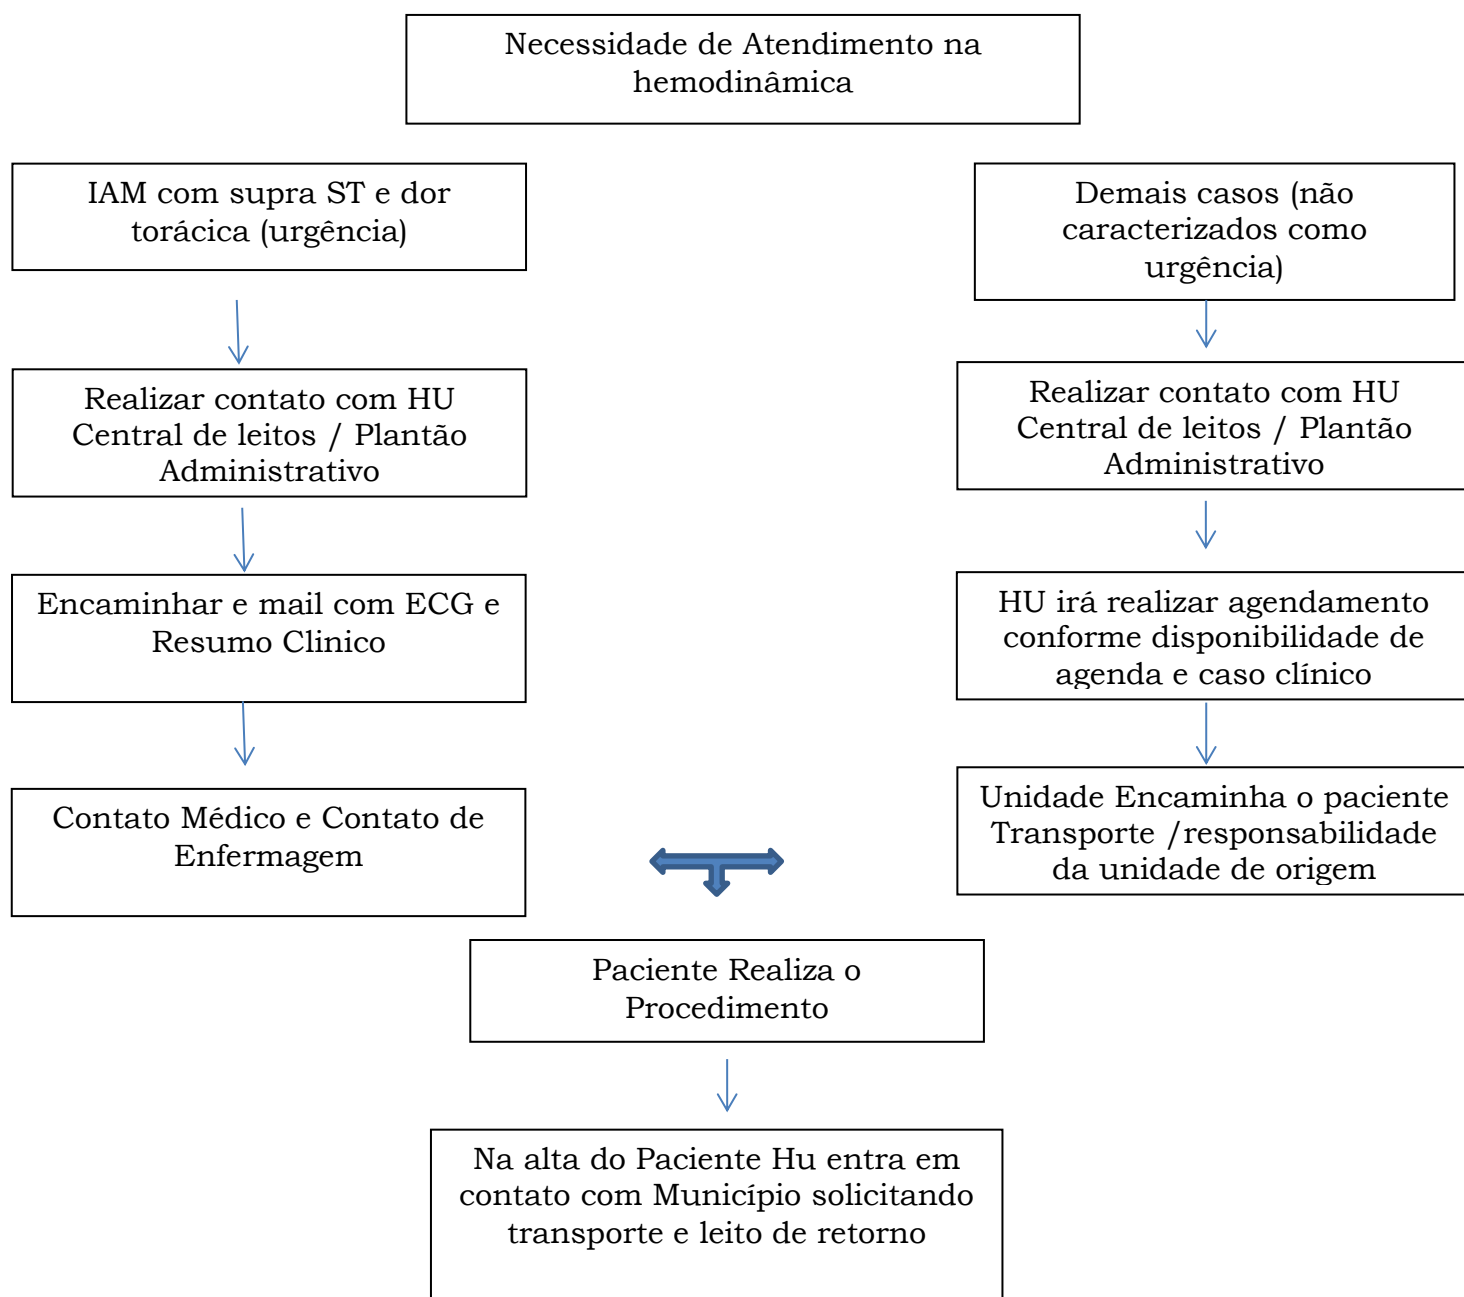 Necessidade de Atendimento na
hemodinâmica
IAM com supra ST e dor
torácica (urgência)
Realizar contato com HU
Central de leitos / Plantão
Administrativo
Encaminhar e mail com ECG e
Resumo Clinico
Contato Médico e Contato de
Enfermagem
Demais casos (não
caracterizados como
urgência)
Realizar contato com HU
Central de leitos / Plantão
Administrativo
HU irá realizar agendamento
conforme disponibilidade de
agenda e caso clínico
Unidade Encaminha o paciente
Transporte /responsabilidade
da unidade de origem
Paciente Realiza o
Procedimento
Na alta do Paciente Hu entra em
contato com Município solicitando
transporte e leito de retorno